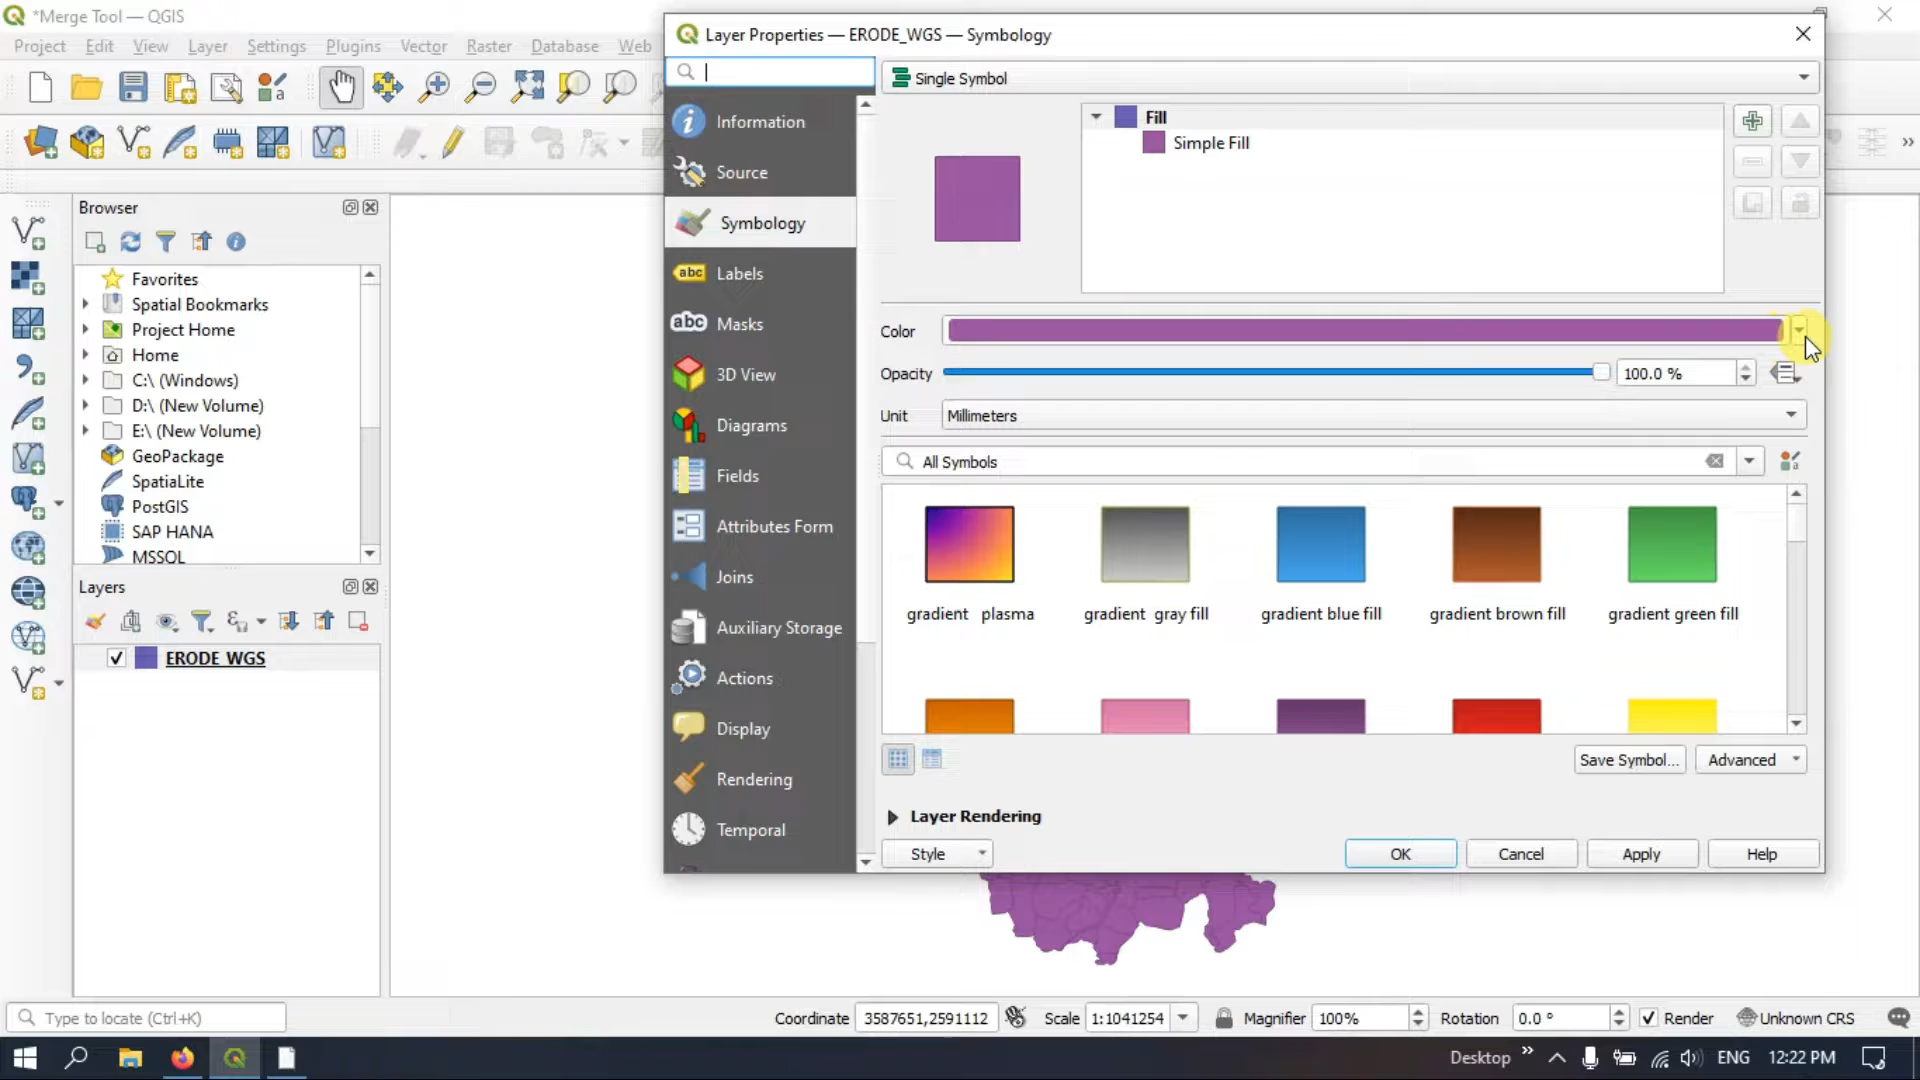 *Merge Tool — QGIS
Project Edit View Layer Settings Plugins Vector Raster Database Web
Browser
Favorites
Spatial Bookmarks
Project Home
Home
C:\ (Windows)
D:\ (New Volume)
E:\ (New Volume)
GeoPackage
SpatiaLite
PostGIS
SAP HANA
MSSQL
Layers
ERODE_WGS
Layer Properties — ERODE_WGS — Symbology
Information
Source
Symbology
abc Labels
abc Masks
3D View
Diagrams
Fields
Attributes Form
Joins
Auxiliary Storage
Actions
Display
Rendering
Temporal
Single Symbol
Fill
Simple Fill
Color
Opacity 100.0 %
Unit Millimeters
All Symbols
gradient plasma gradient gray fill gradient blue fill gradient brown fill gradient green fill
Save Symbol... Advanced
Layer Rendering
Style OK Cancel Apply Help
Type to locate (Ctrl+K) Coordinate 3587651,2591112 Scale 1:1041254 Magnifier 100% Rotation 0.0 ° Render Unknown CRS
Desktop » ENG 12:22 PM